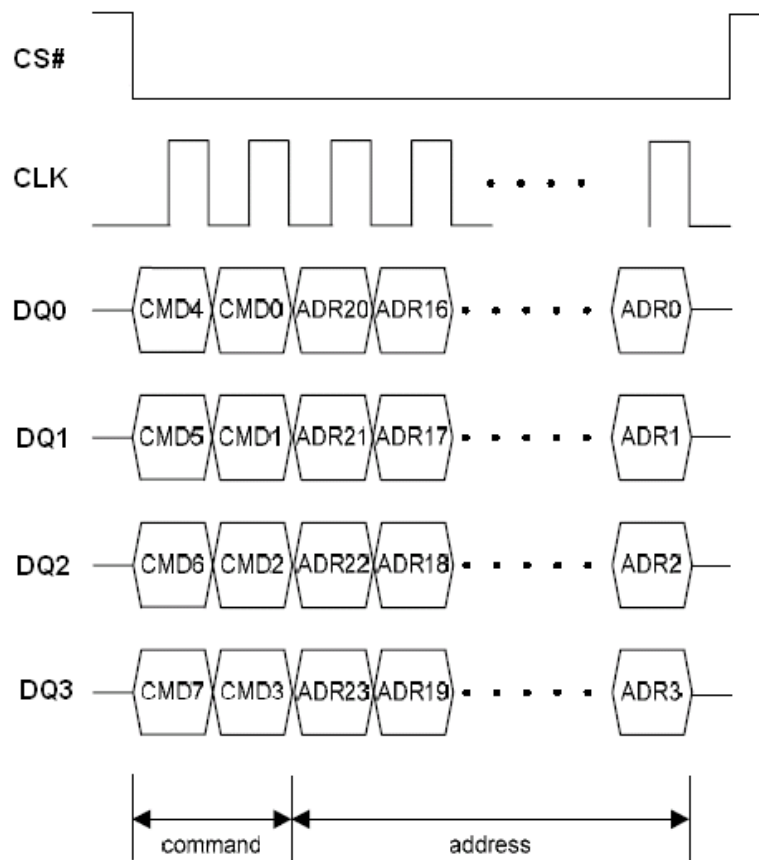 CS#
CLK
DQ0 CMD4 CMD0 ADR20 ADR16 ADR0
DQ1 CMD5 CMD1 ADR21 ADR17 ADR1
DQ2 CMD6 CMD2 ADR22 ADR18 ADR2
DQ3 CMD7 CMD3 ADR23 ADR19 ADR3
command address